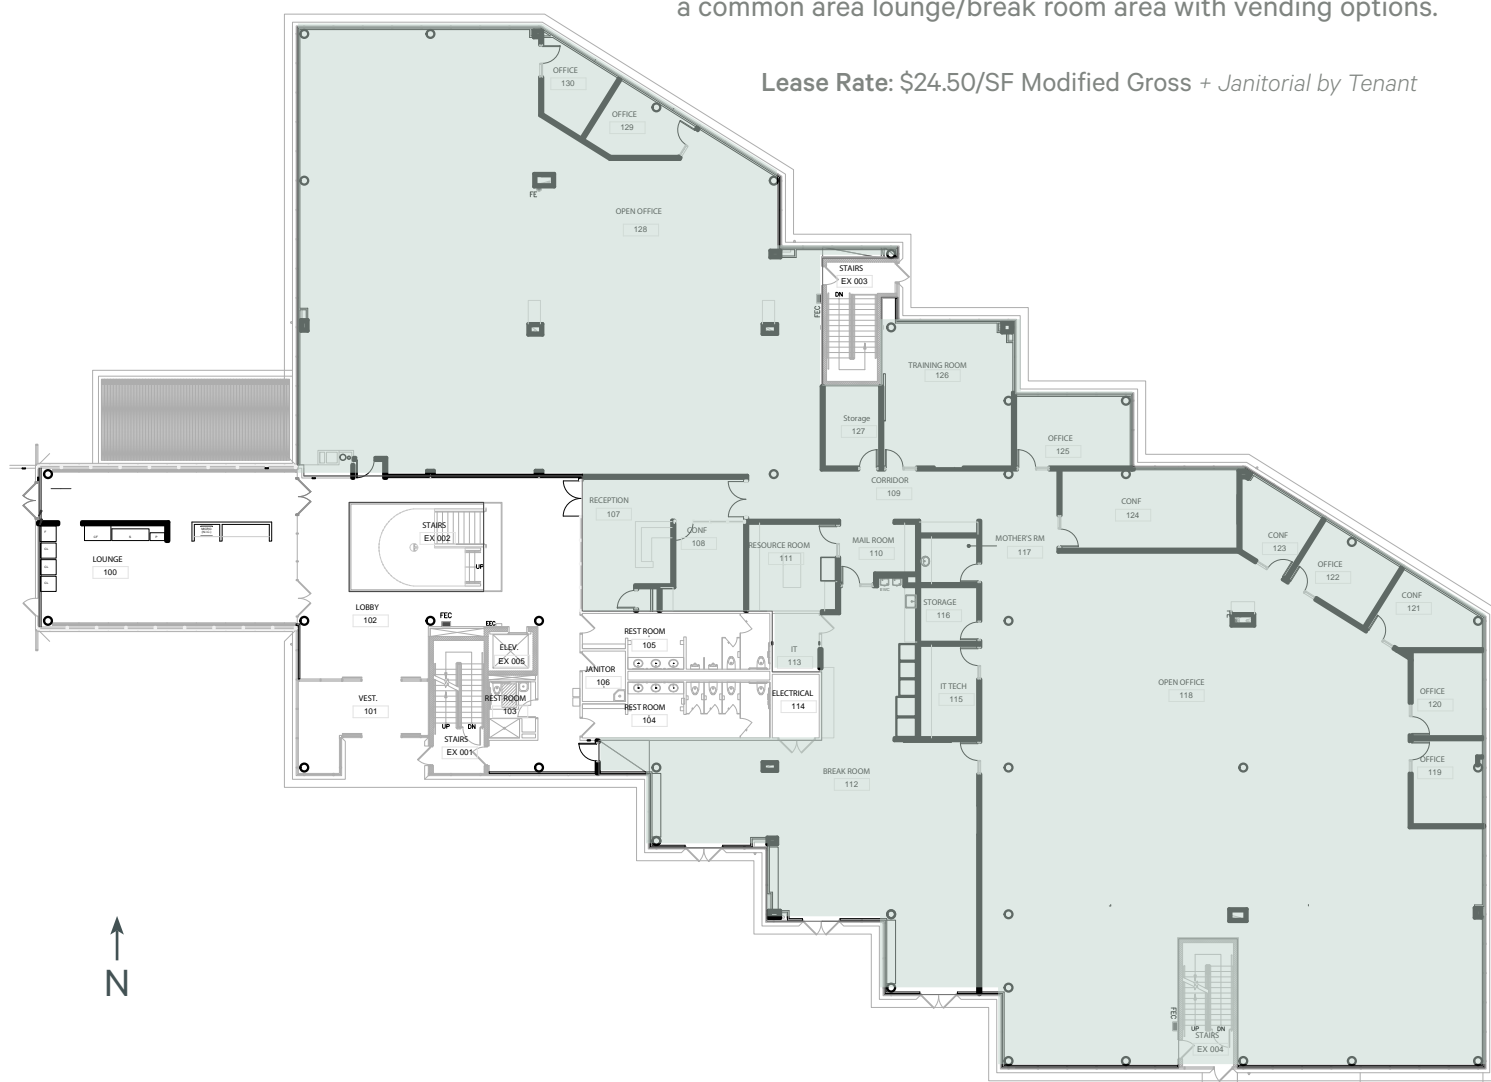 a common area lounge/break room area with vending options.
Lease Rate: $24.50/SF Modified Gross + Janitorial by Tenant
OFFICE
130
OFFICE
129
FE
OPEN OFFICE
128
STAIRS
EX 003
DN
FEC
TRAINING ROOM
126
Storage
127
OFFICE
125
CORRIDOR
109
CONF
124
RECEPTION
107
CONF
108
RESOURCE ROOM
111
MAIL ROOM
110
MOTHER'S RM
117
CONF
123
OFFICE
122
CONF
121
STAIRS
EX 002
UP
LOUNGE
100
LOBBY
102
FEC
EEC
ELEV.
EX 005
REST ROOM
105
STORAGE
116
IT
113
JANITOR
106
VEST.
101
REST ROOM
103
REST ROOM
104
ELECTRICAL
114
IT TECH
115
OPEN OFFICE
118
OFFICE
120
UP
DN
STAIRS
EX 001
BREAK ROOM
112
OFFICE
119
N
FEC
UP
DN
STAIRS
EX 004